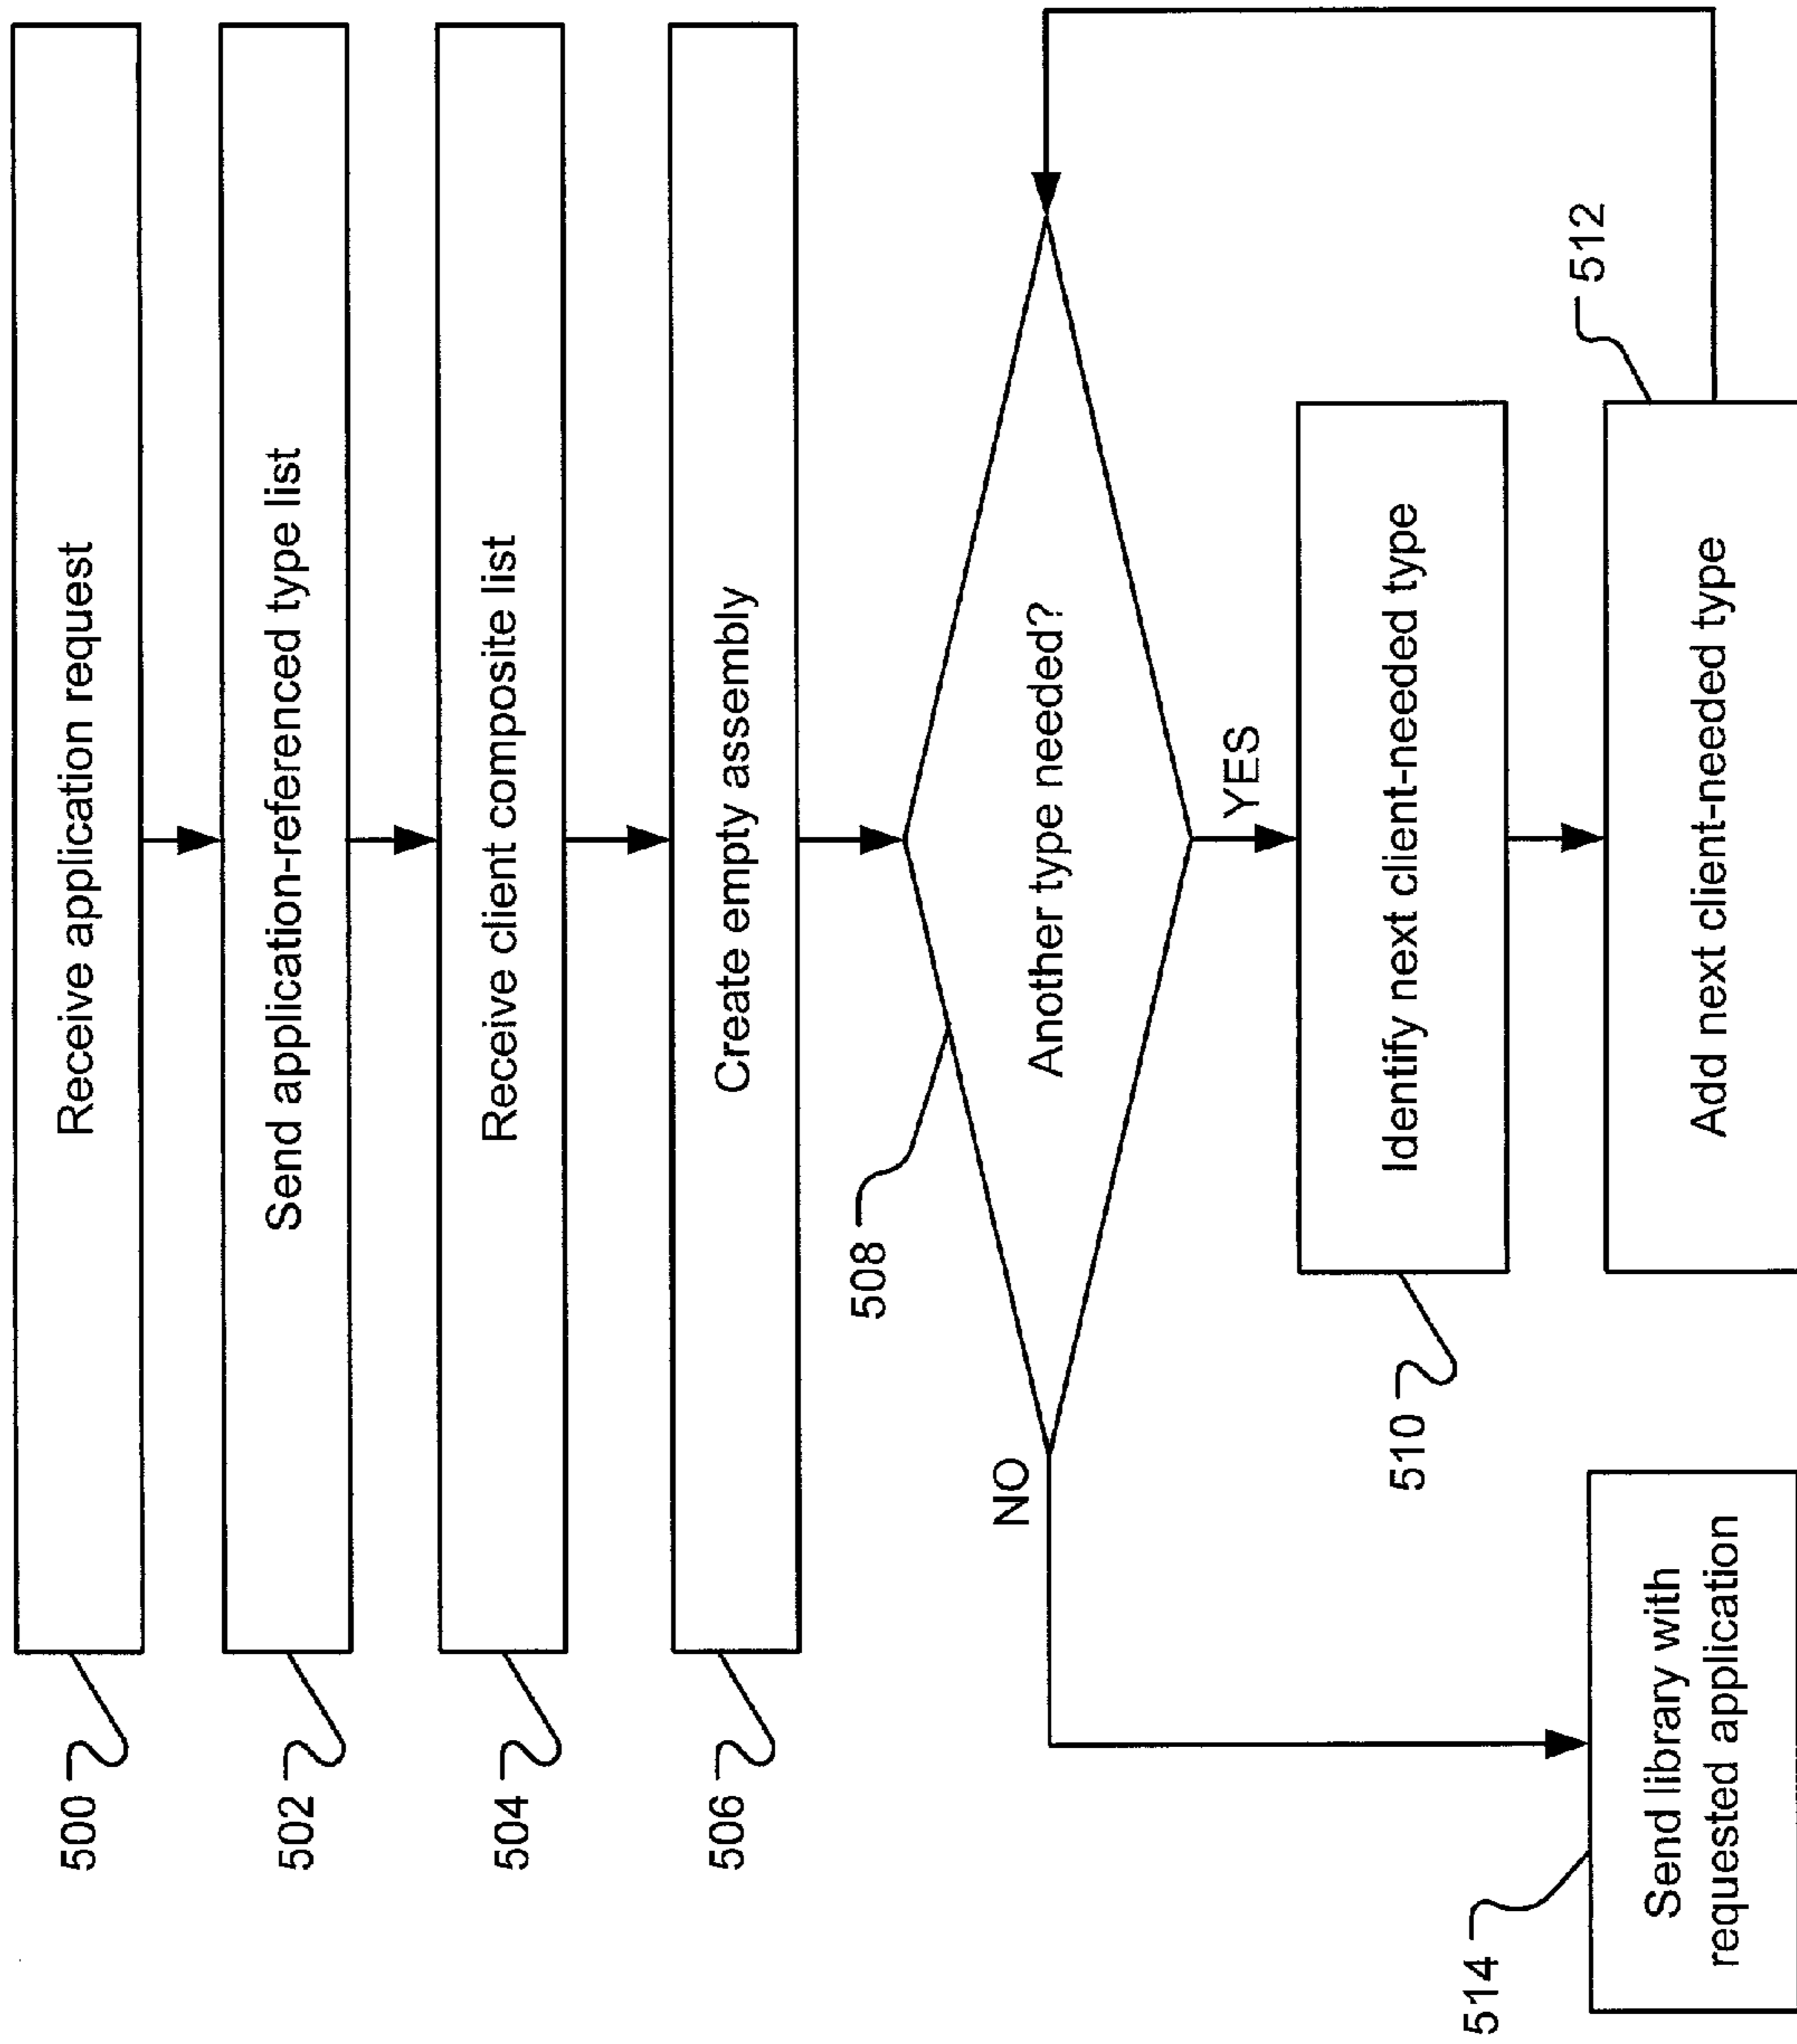 500
Receive application request
502
Send application-referenced type list
504
Receive client composite list
506
Create empty assembly
508
Another type needed?
NO
YES
510
Identify next client-needed type
512
Add next client-needed type
514
Send library with
requested application